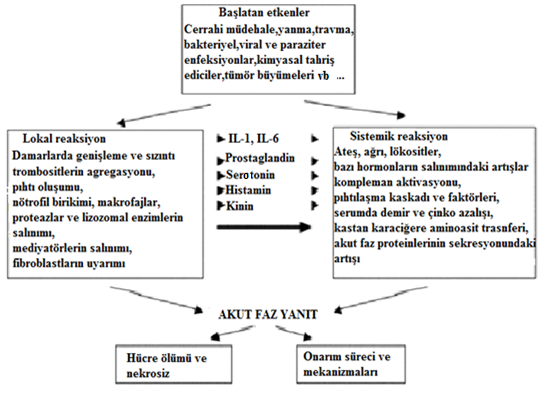 Başlatan etkenler
Cerrahi müdehale,yanma,travma,
bakteriyel,viral ve paraziter
enfeksiyonlar,kimyasal tahriş
ediciler,tümör büyümeleri vb ...
Lokal reaksiyon
Damarlarda genişleme ve sızıntı
trombositlerin agregasyonu,
pıhtı oluşumu,
nötrofil birikimi, makrofajlar,
proteazlar ve lizozomal enzimlerin
salınımı,
mediyatörlerin salınımı,
fibroblastların uyarımı
IL-1, IL-6
Prostaglandin
Serotonin
Histamin
Kinin
Sistemik reaksiyon
Ateş, ağrı, lökositler,
bazı hormonların salınımındaki artışlar
kompleman aktivasyonu,
pıhtılaşma kaskadı ve faktörleri,
serumda demir ve çinko azalışı,
kastan karaciğere aminoasit trasnferi,
akut faz proteinlerinin sekresyonundaki
artışı
AKUT FAZ YANIT
Hücre ölümü ve
nekrosiz
Onarım süreci ve
mekanizmaları